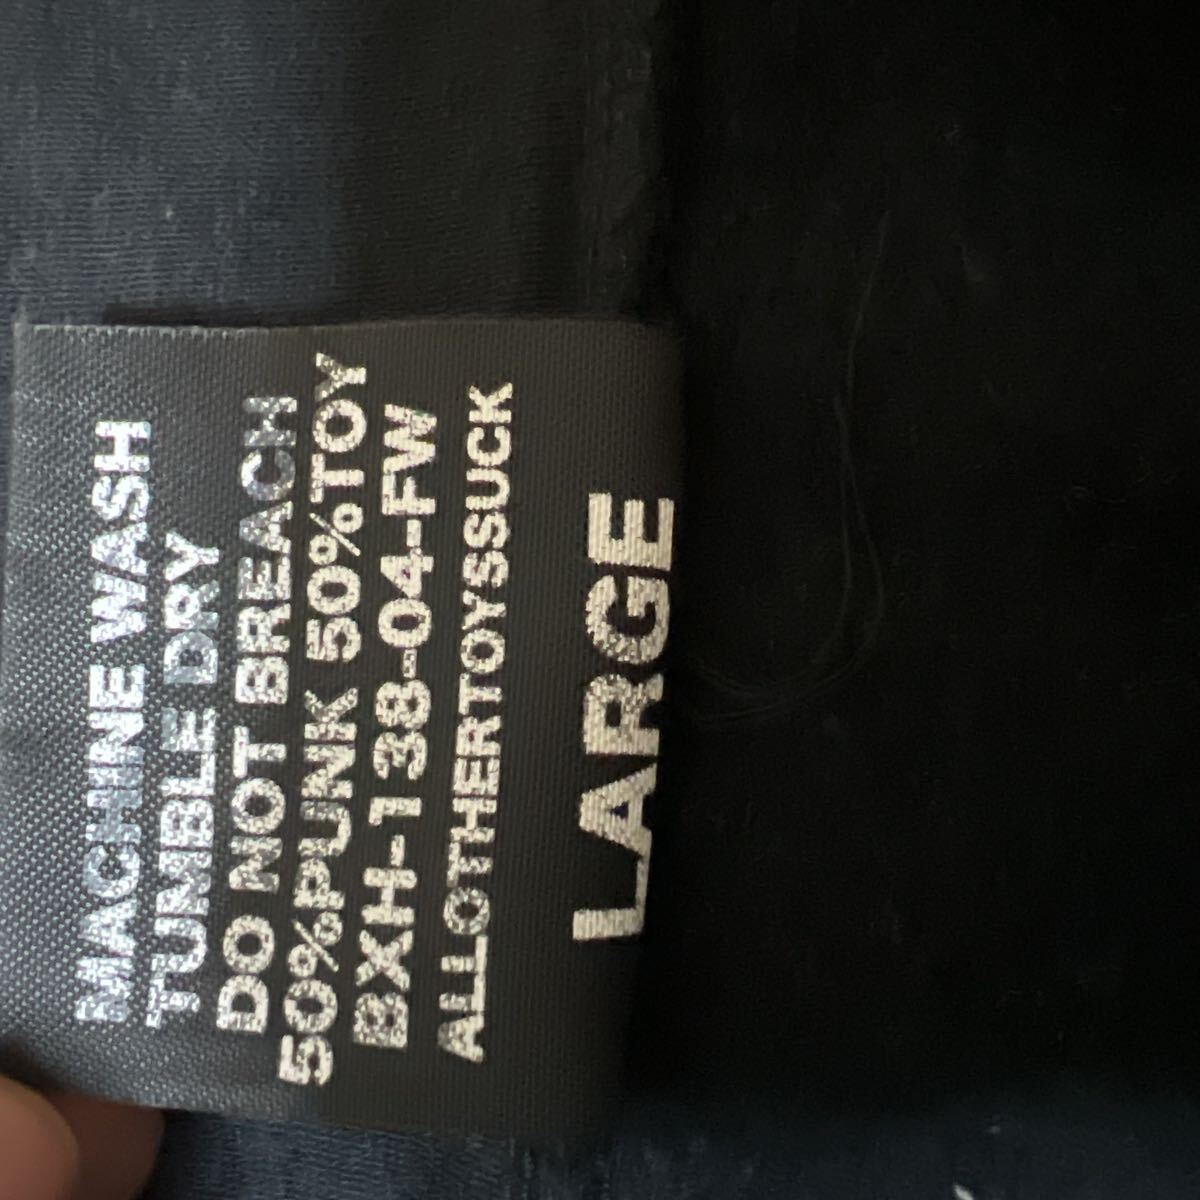 MACHINE WASH
TUMBLE DRY
DO NOT BREACH
50%PUNK 50%TOY
BXH-138-04-FW
ALLOTHERTOYSSUCK
LARGE